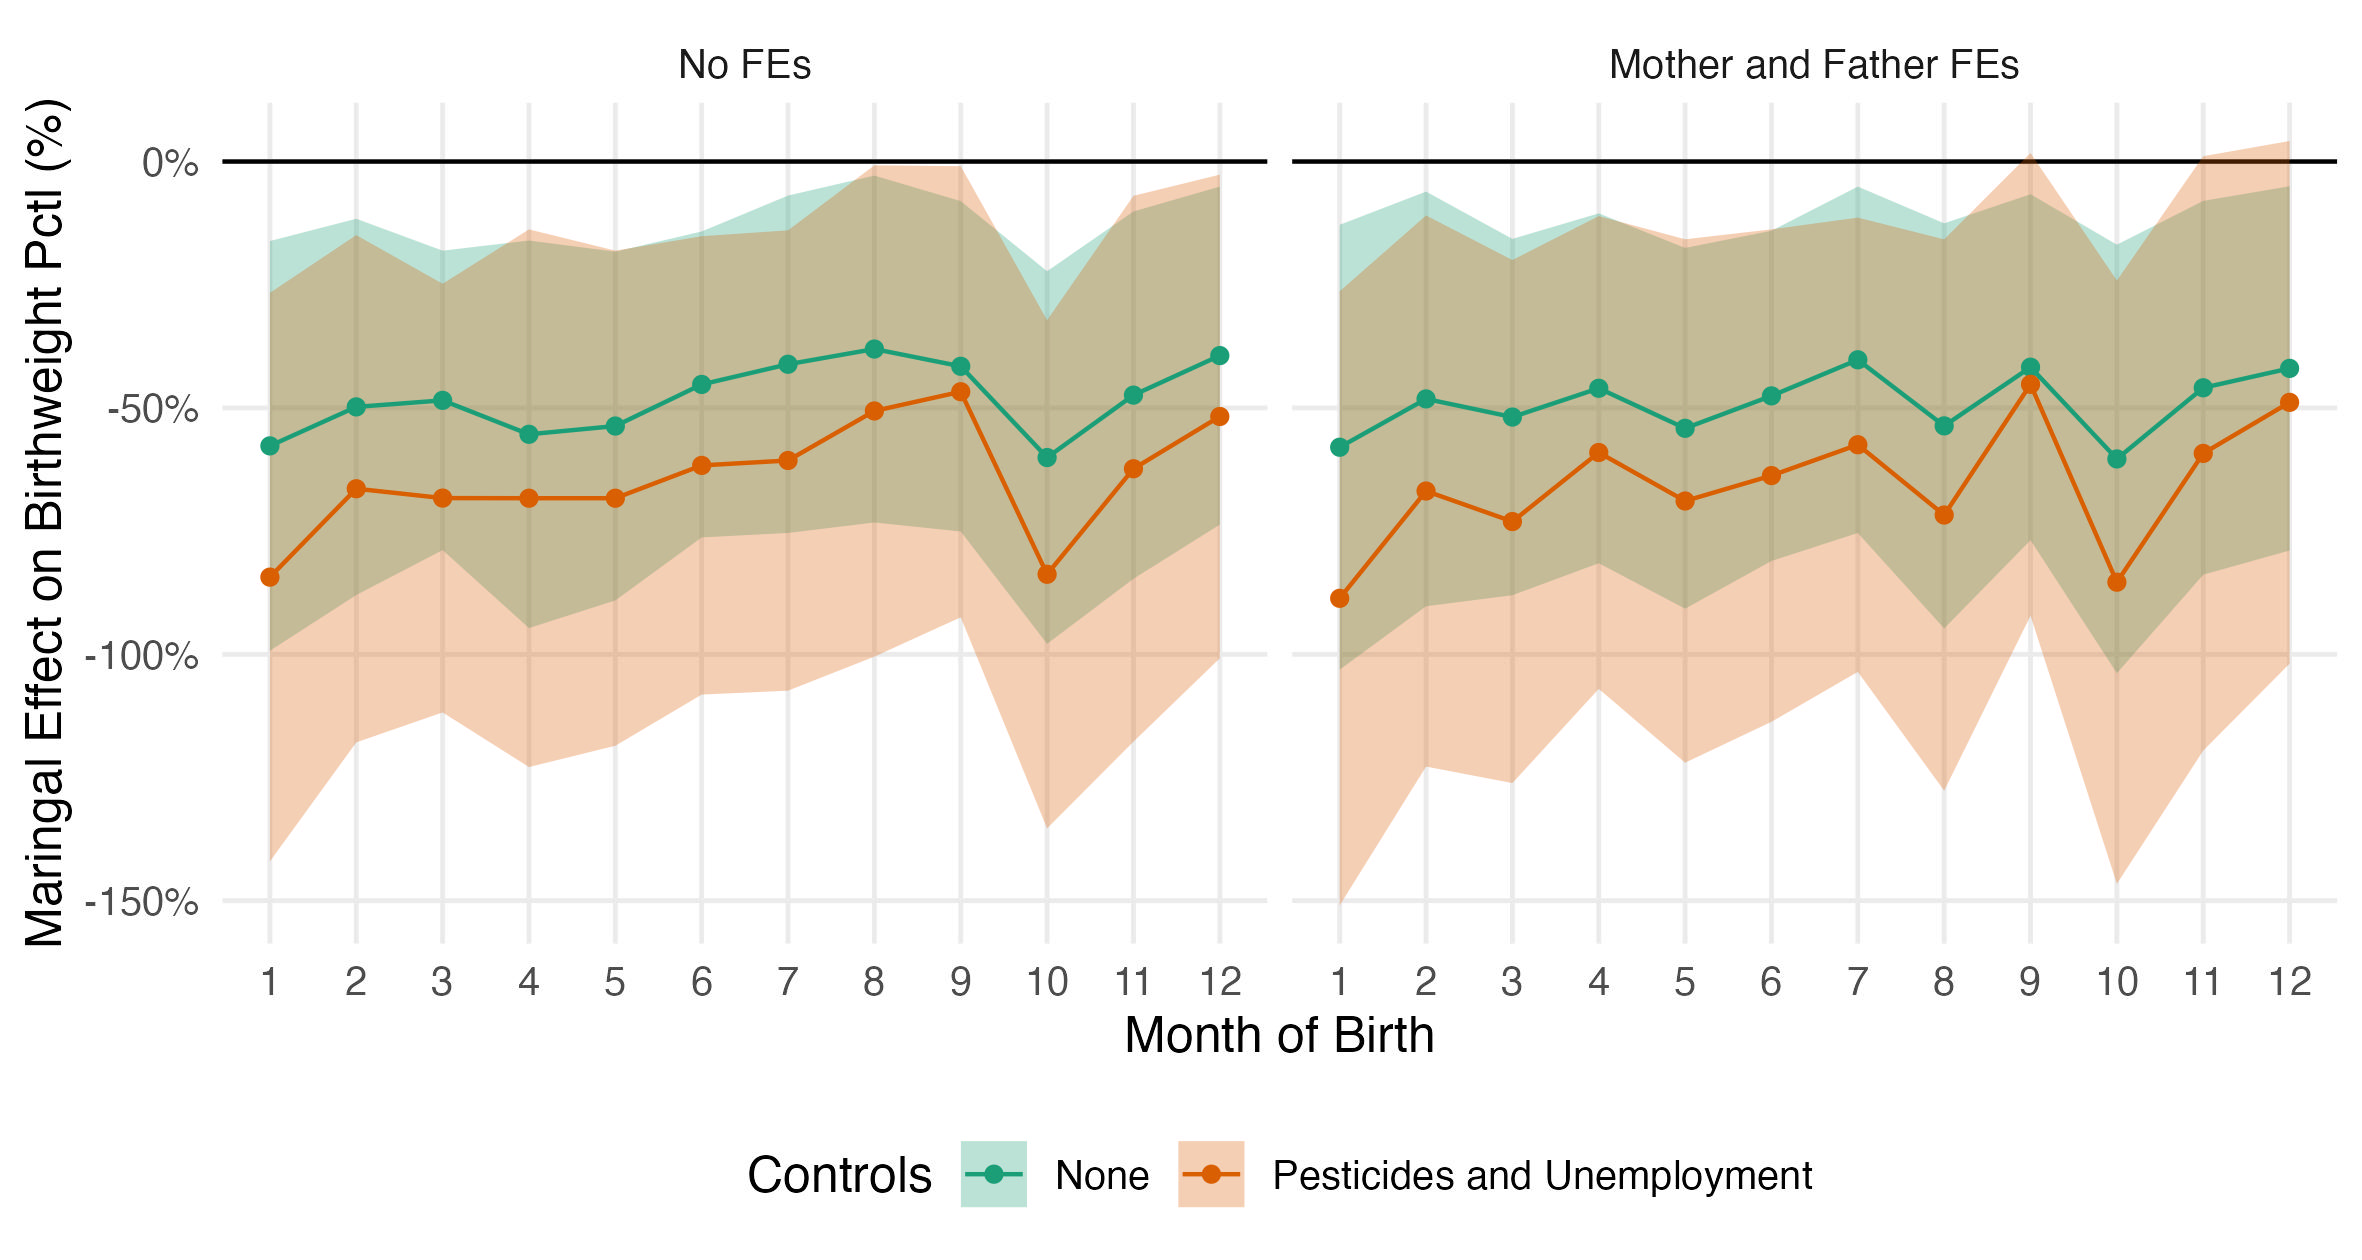 No FEs
Mother and Father FEs
Maringal Effect on Birthweight Pctl (%)
0%
-50%
-100%
-150%
1 2 3 4 5 6 7 8 9 10 11 12
1 2 3 4 5 6 7 8 9 10 11 12
Month of Birth
Controls None Pesticides and Unemployment